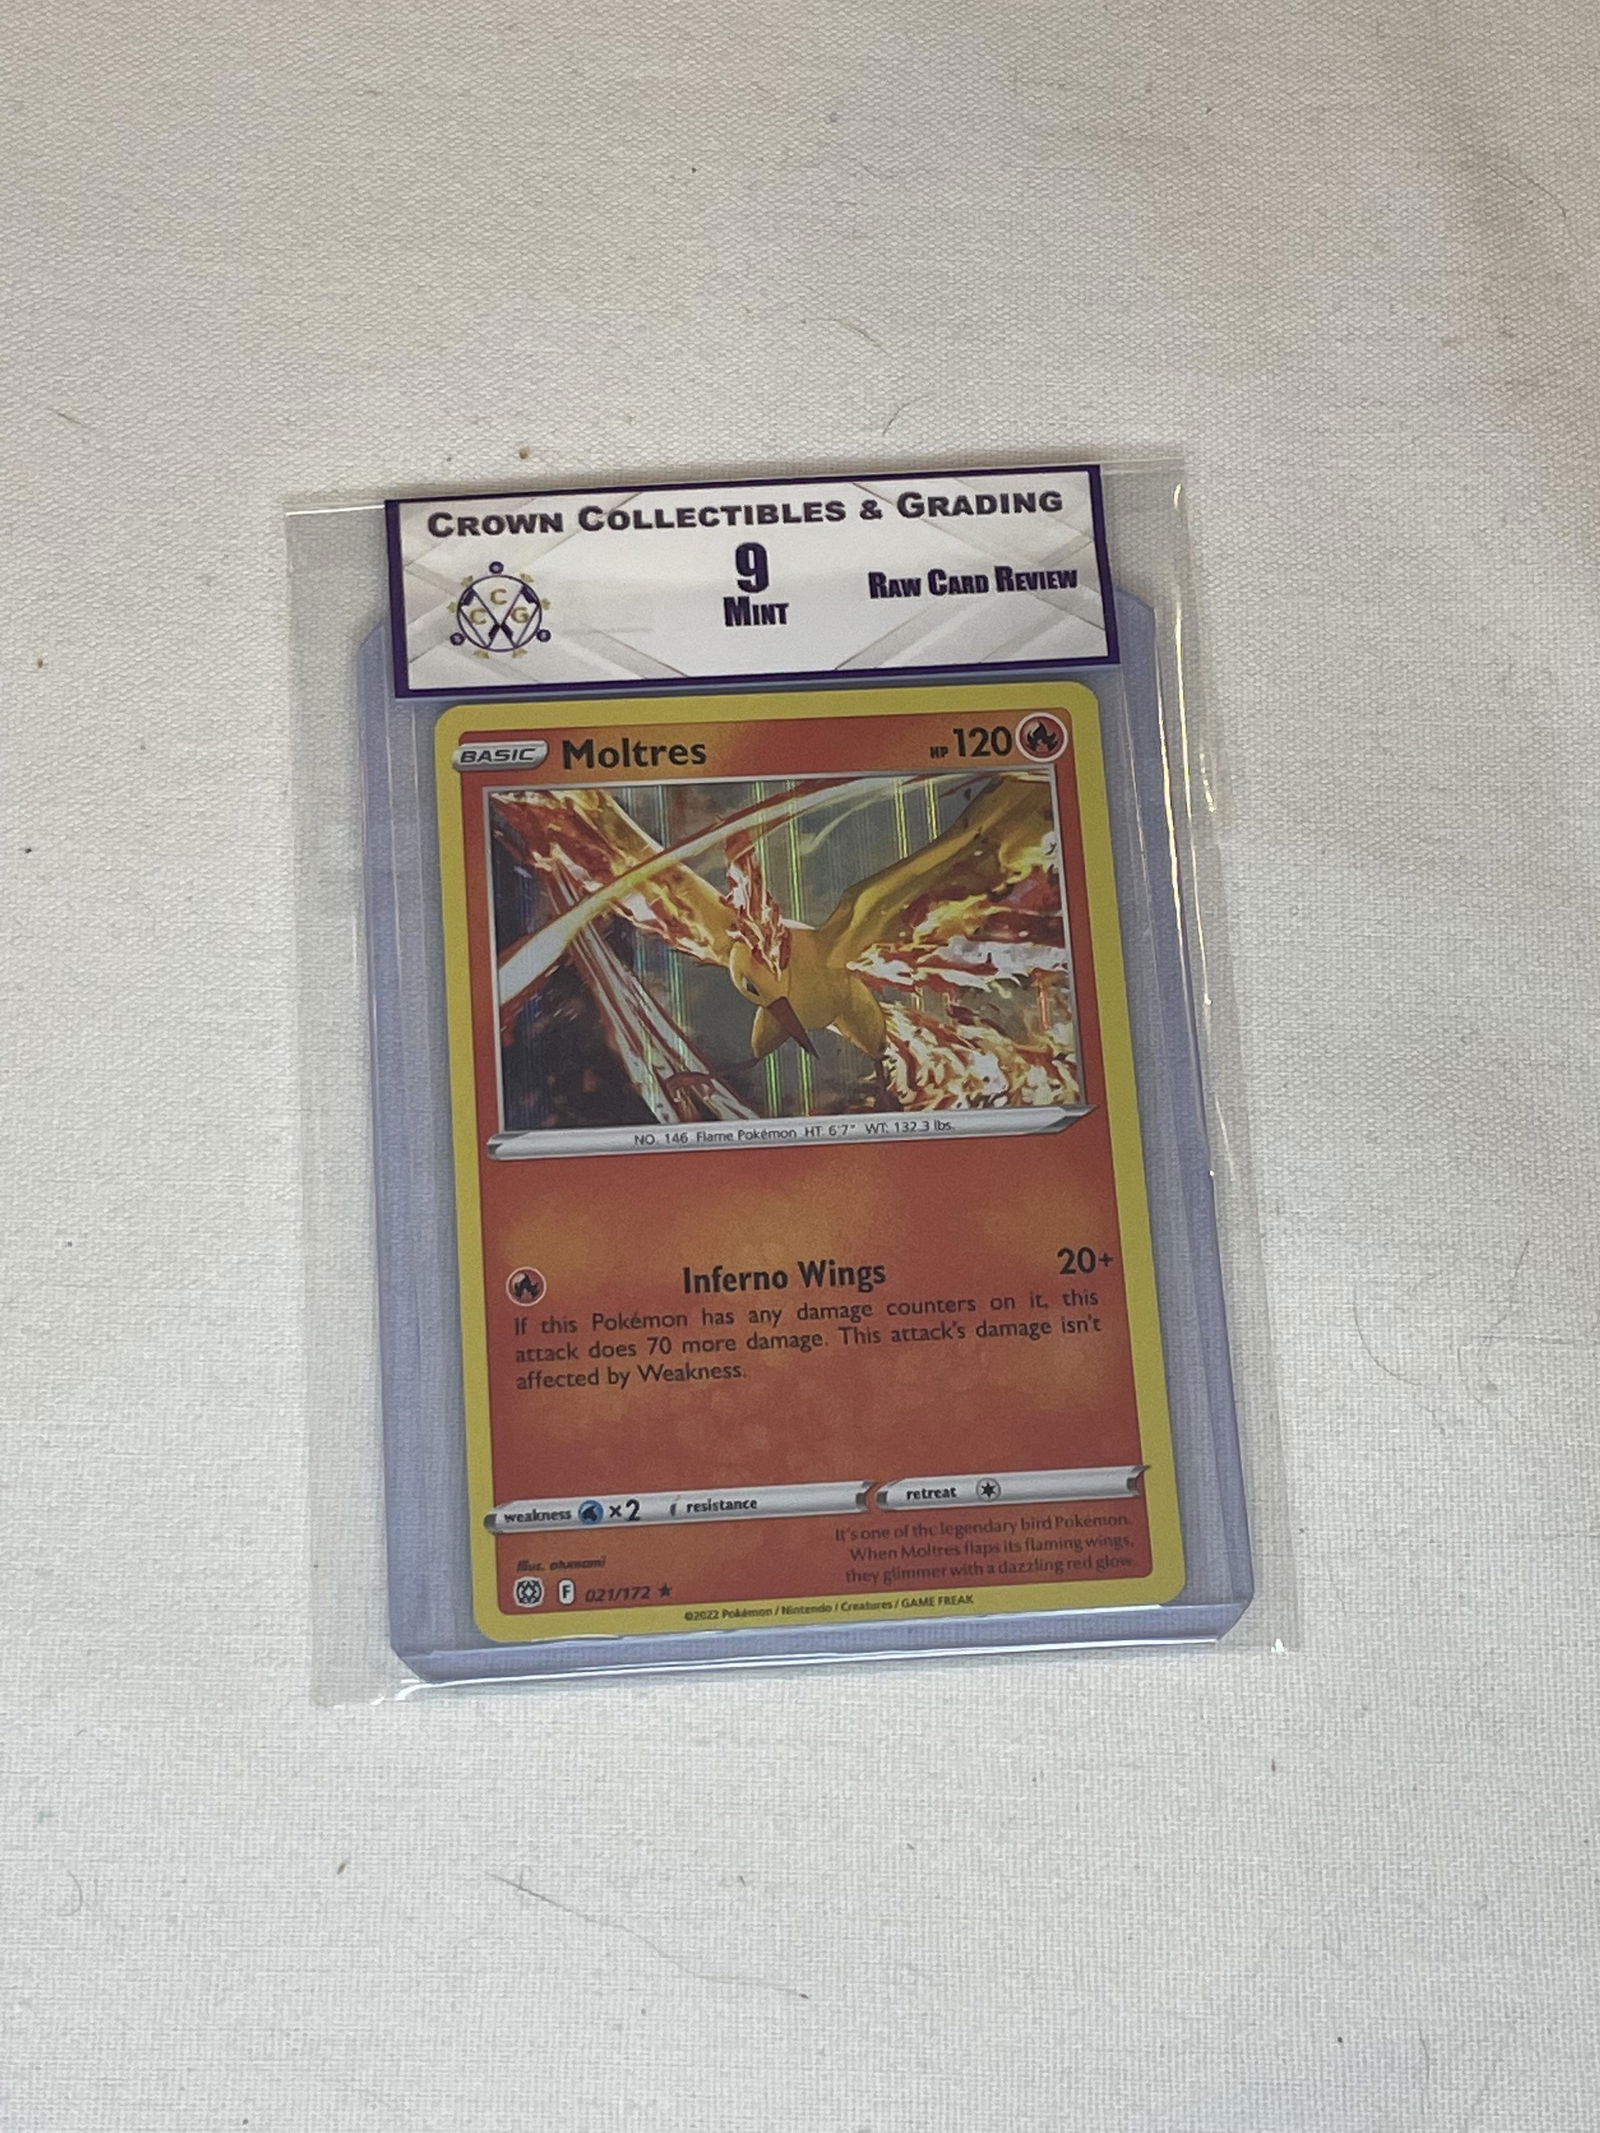 CROWN COLLECTIBLES & GRADING
9
MINT
RAW CARD REVIEW
C
C G
BASIC Moltres HP 120
NO. 146 Flame Pokémon HT: 6'7" WT: 132.3 lbs.
Inferno Wings 20+
If this Pokémon has any damage counters on it, this
attack does 70 more damage. This attack's damage isn't
affected by Weakness.
weakness ×2 resistance retreat
It's one of the legendary bird Pokémon.
When Moltres flaps its flaming wings,
they glimmer with a dazzling red glow.
Illus. otumami
F 021/172 ★
©2022 Pokémon / Nintendo / Creatures / GAME FREAK